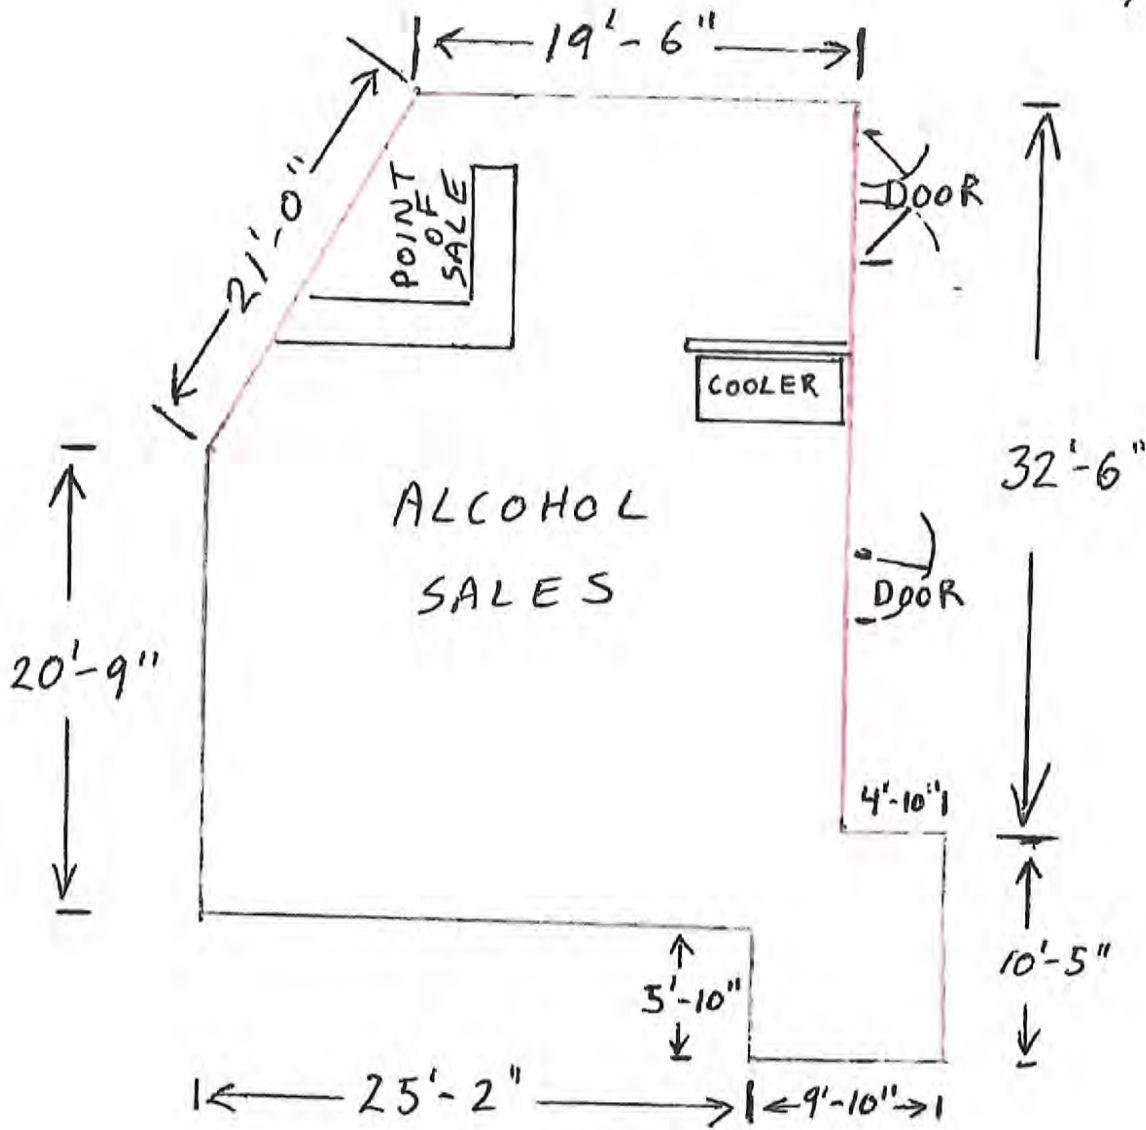 19'-6"
21'-0"
POINT
OF
SALE
DOOR
COOLER
32'-6"
ALCOHOL
SALES
DOOR
20'-9"
4'-10"
5'-10"
10'-5"
25'-2"
9'-10"